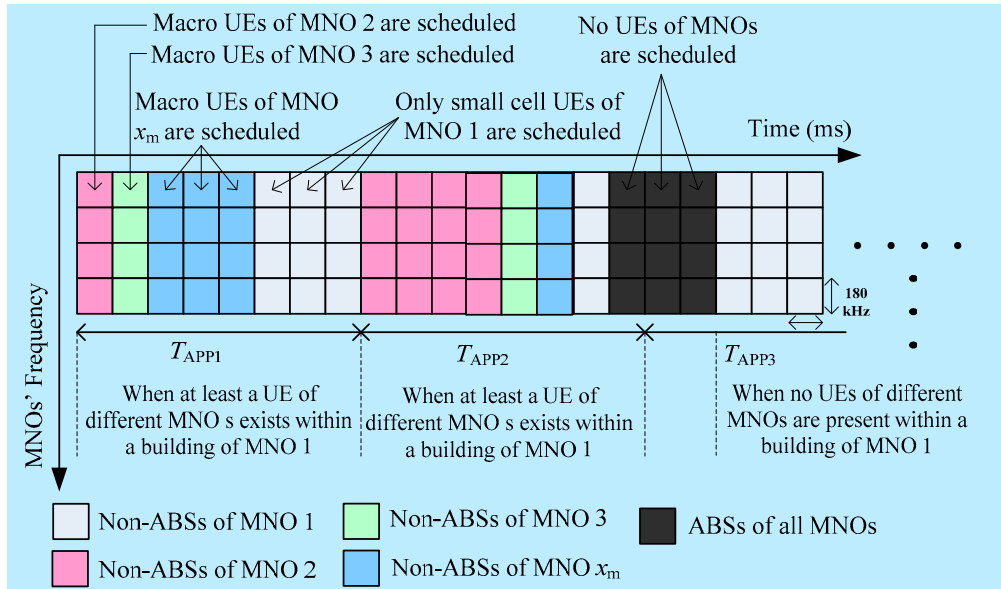 Macro UEs of MNO 2 are scheduled
Macro UEs of MNO 3 are scheduled
Macro UEs of MNO
xm are scheduled
Only small cell UEs of
MNO 1 are scheduled
No UEs of MNOs
are scheduled
Time (ms)
MNOs' Frequency
180
kHz
TAPP1
TAPP2
TAPP3
When at least a UE of
different MNO s exists within
a building of MNO 1
When at least a UE of
different MNO s exists within
a building of MNO 1
When no UEs of different
MNOs are present within a
building of MNO 1
Non-ABSs of MNO 1
Non-ABSs of MNO 3
ABSs of all MNOs
Non-ABSs of MNO 2
Non-ABSs of MNO xm